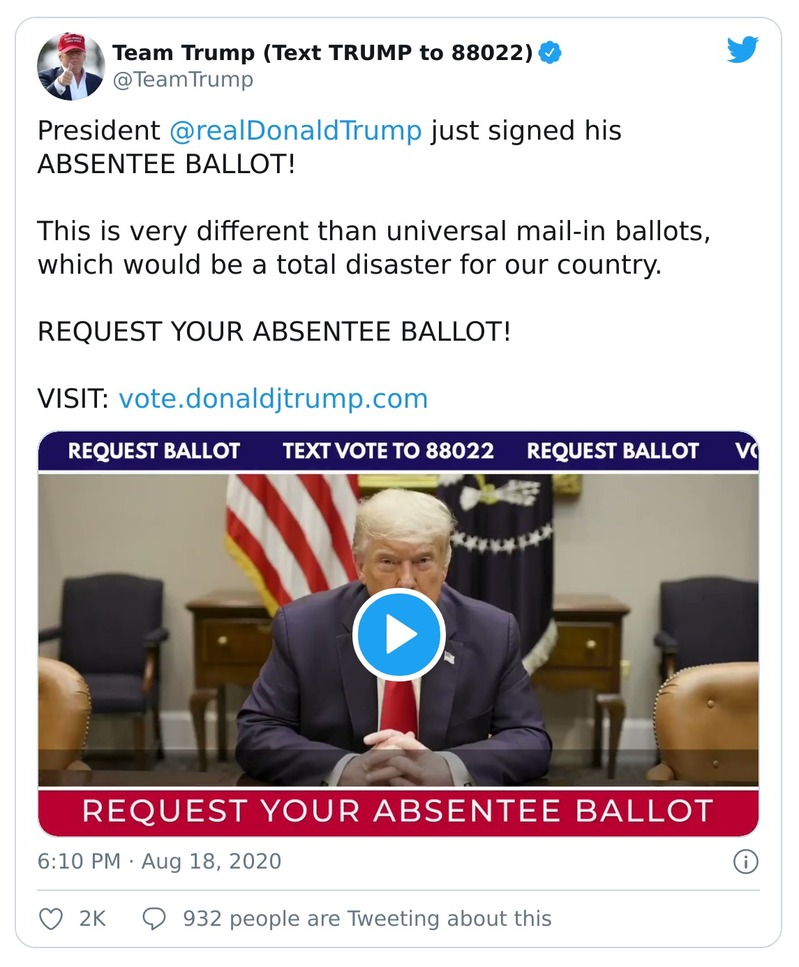 Team Trump (Text TRUMP to 88022)
@TeamTrump
President @realDonaldTrump just signed his
ABSENTEE BALLOT!
This is very different than universal mail-in ballots,
which would be a total disaster for our country.
REQUEST YOUR ABSENTEE BALLOT!
VISIT: vote.donaldjtrump.com
REQUEST BALLOT TEXT VOTE TO 88022 REQUEST BALLOT
REQUEST YOUR ABSENTEE BALLOT
6:10 PM · Aug 18, 2020
2K 932 people are Tweeting about this